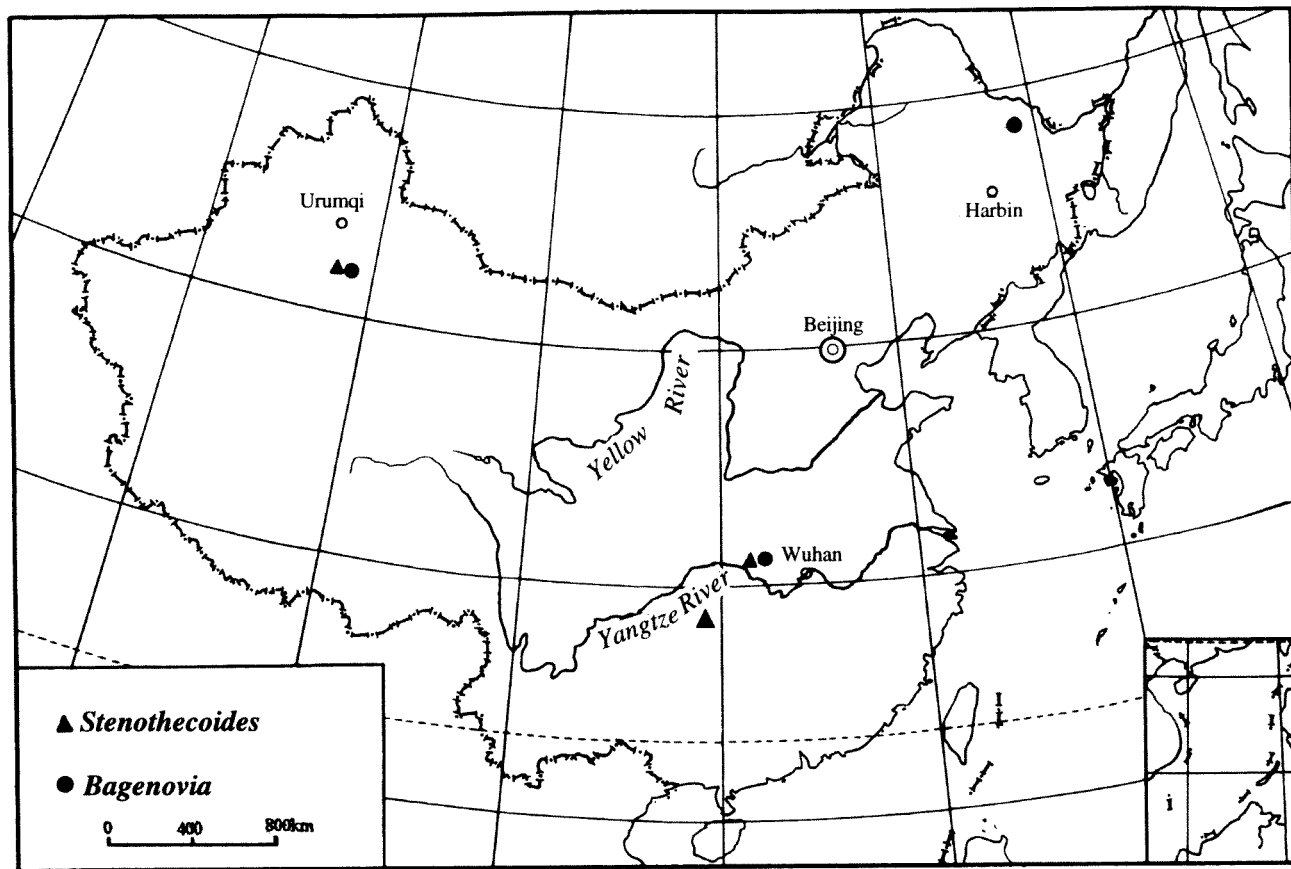 Urumqi
Harbin
Beijing
Yellow River
Wuhan
Yangtze River
Stenothecoides
Bagenovia
0 400 800km